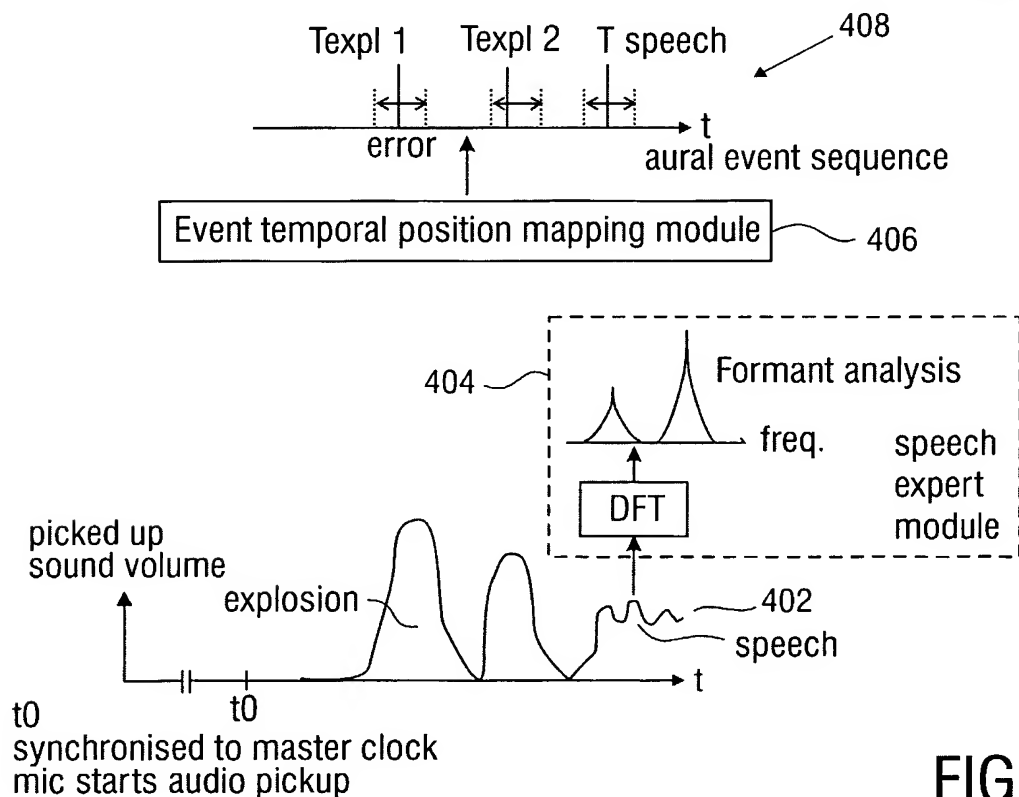 Texpl 1 Texpl 2 T speech 408
t
error
aural event sequence
Event temporal position mapping module 406
404 Formant analysis
freq. speech
expert
module
DFT
picked up
sound volume
explosion
402
speech
t
t0 t0
synchronised to master clock
mic starts audio pickup
FIG